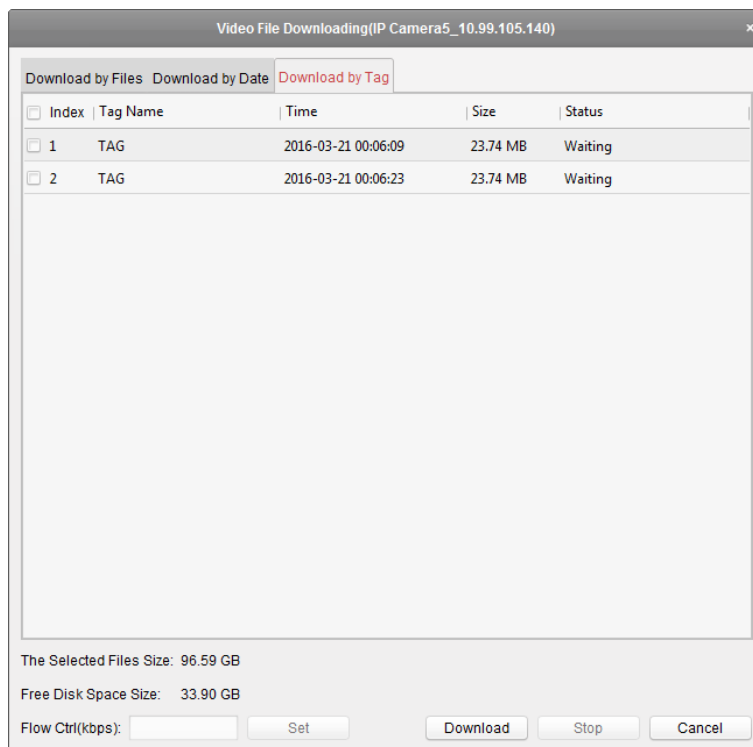 Video File Downloading(IP Camera5_10.99.105.140) ×
Download by Files Download by Date Download by Tag
Index Tag Name Time Size Status
1 TAG 2016-03-21 00:06:09 23.74 MB Waiting
2 TAG 2016-03-21 00:06:23 23.74 MB Waiting
The Selected Files Size: 96.59 GB
Free Disk Space Size: 33.90 GB
Flow Ctrl(kbps): Set Download Stop Cancel